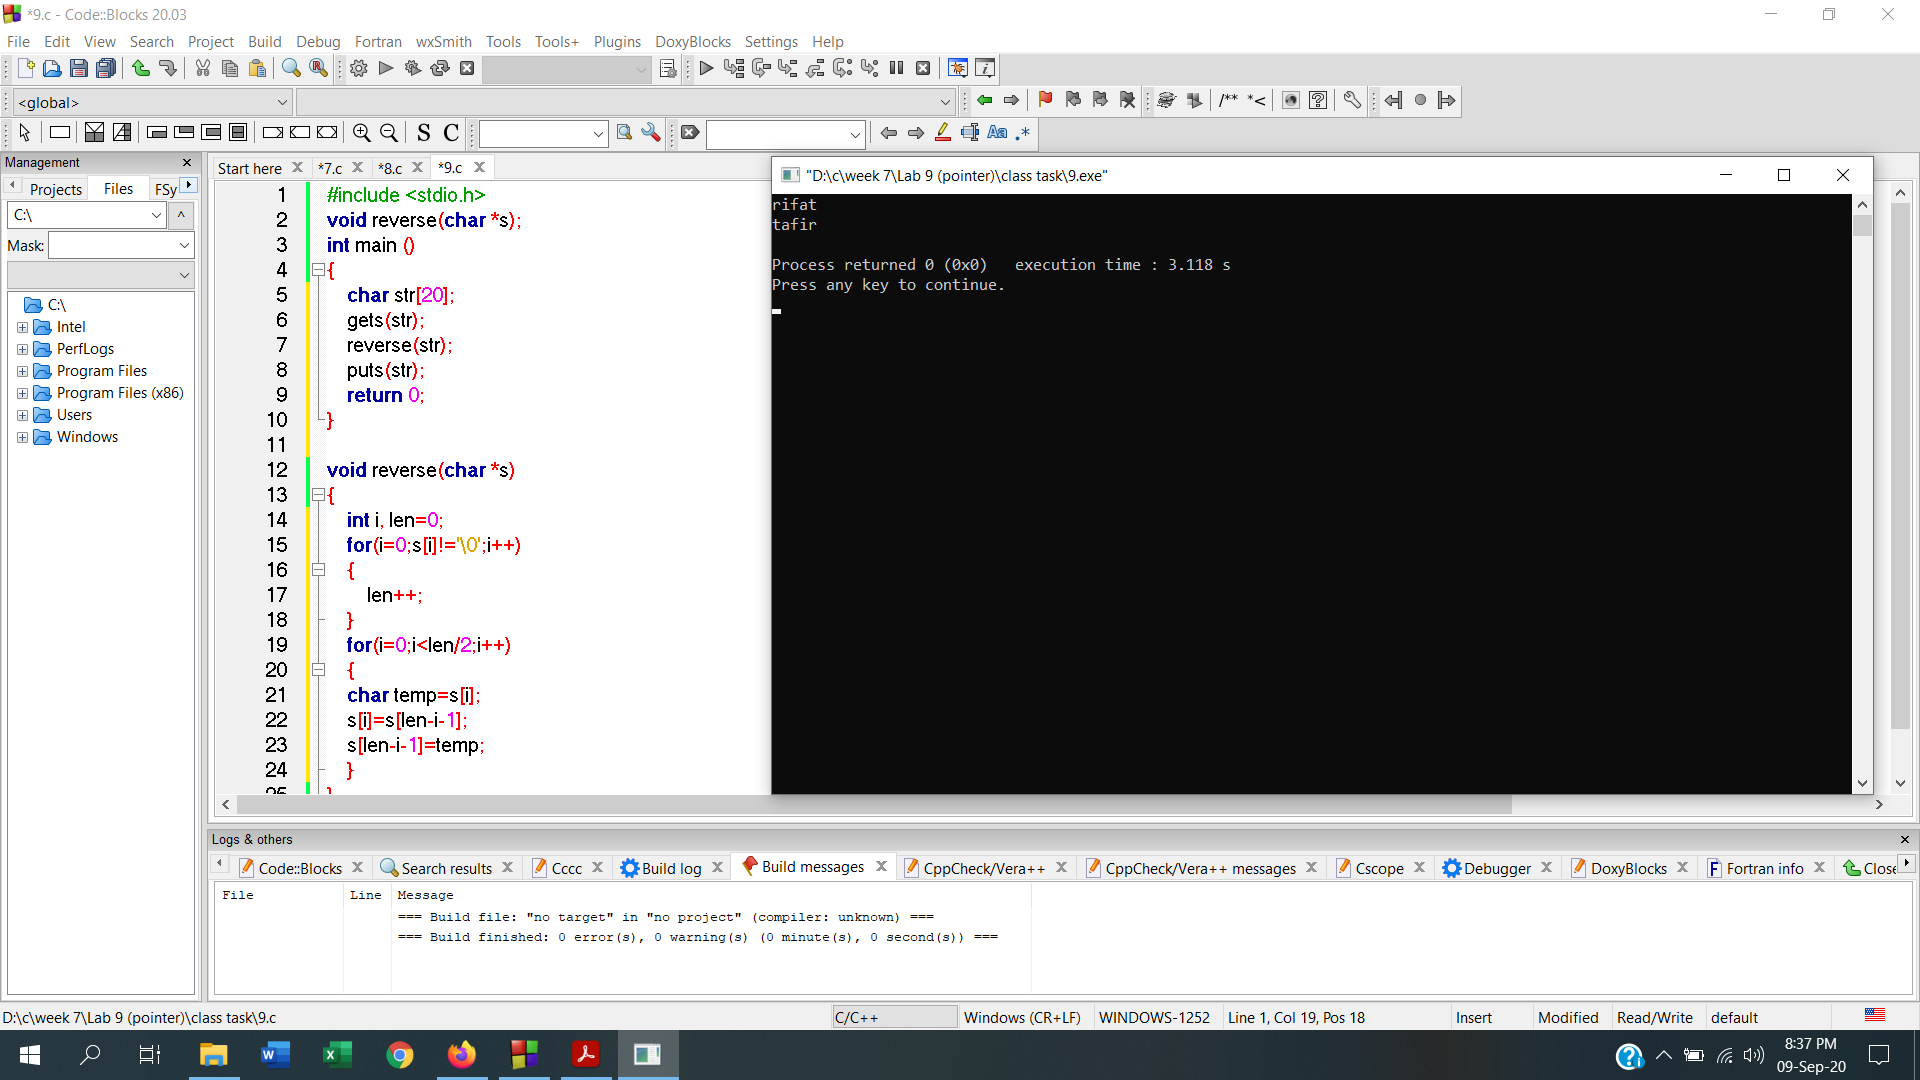 *9.c - Code::Blocks 20.03
File Edit View Search Project Build Debug Fortran wxSmith Tools Tools+ Plugins DoxyBlocks Settings Help
<global>
/** *<
S C
Aa .*
Management
Projects Files FSy
C:\
Mask:
C:\
Intel
PerfLogs
Program Files
Program Files (x86)
Users
Windows
Start here *7.c *8.c *9.c
1 #include <stdio.h>
2 void reverse(char *s);
3 int main ()
4 {
5 char str[20];
6 gets(str);
7 reverse(str);
8 puts(str);
9 return 0;
10 }
11
12 void reverse(char *s)
13 {
14 int i, len=0;
15 for(i=0;s[i]!='\0';i++)
16 {
17 len++;
18 }
19 for(i=0;i<len/2;i++)
20 {
21 char temp=s[i];
22 s[i]=s[len-i-1];
23 s[len-i-1]=temp;
24 }
25 }
"D:\c\week 7\Lab 9 (pointer)\class task\9.exe"
rifat
tafir
Process returned 0 (0x0) execution time : 3.118 s
Press any key to continue.
Logs & others
Code::Blocks Search results Cccc Build log Build messages CppCheck/Vera++ CppCheck/Vera++ messages Cscope Debugger DoxyBlocks Fortran info Close
File Line Message
=== Build file: "no target" in "no project" (compiler: unknown) ===
=== Build finished: 0 error(s), 0 warning(s) (0 minute(s), 0 second(s)) ===
D:\c\week 7\Lab 9 (pointer)\class task\9.c C/C++ Windows (CR+LF) WINDOWS-1252 Line 1, Col 19, Pos 18 Insert Modified Read/Write default
8:37 PM
09-Sep-20